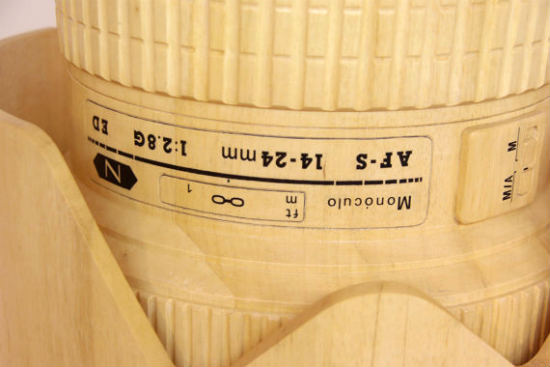 M/A M
Monóculo
ft
m ∞ 1
N
AF-S 14-24mm 1:2.8G ED